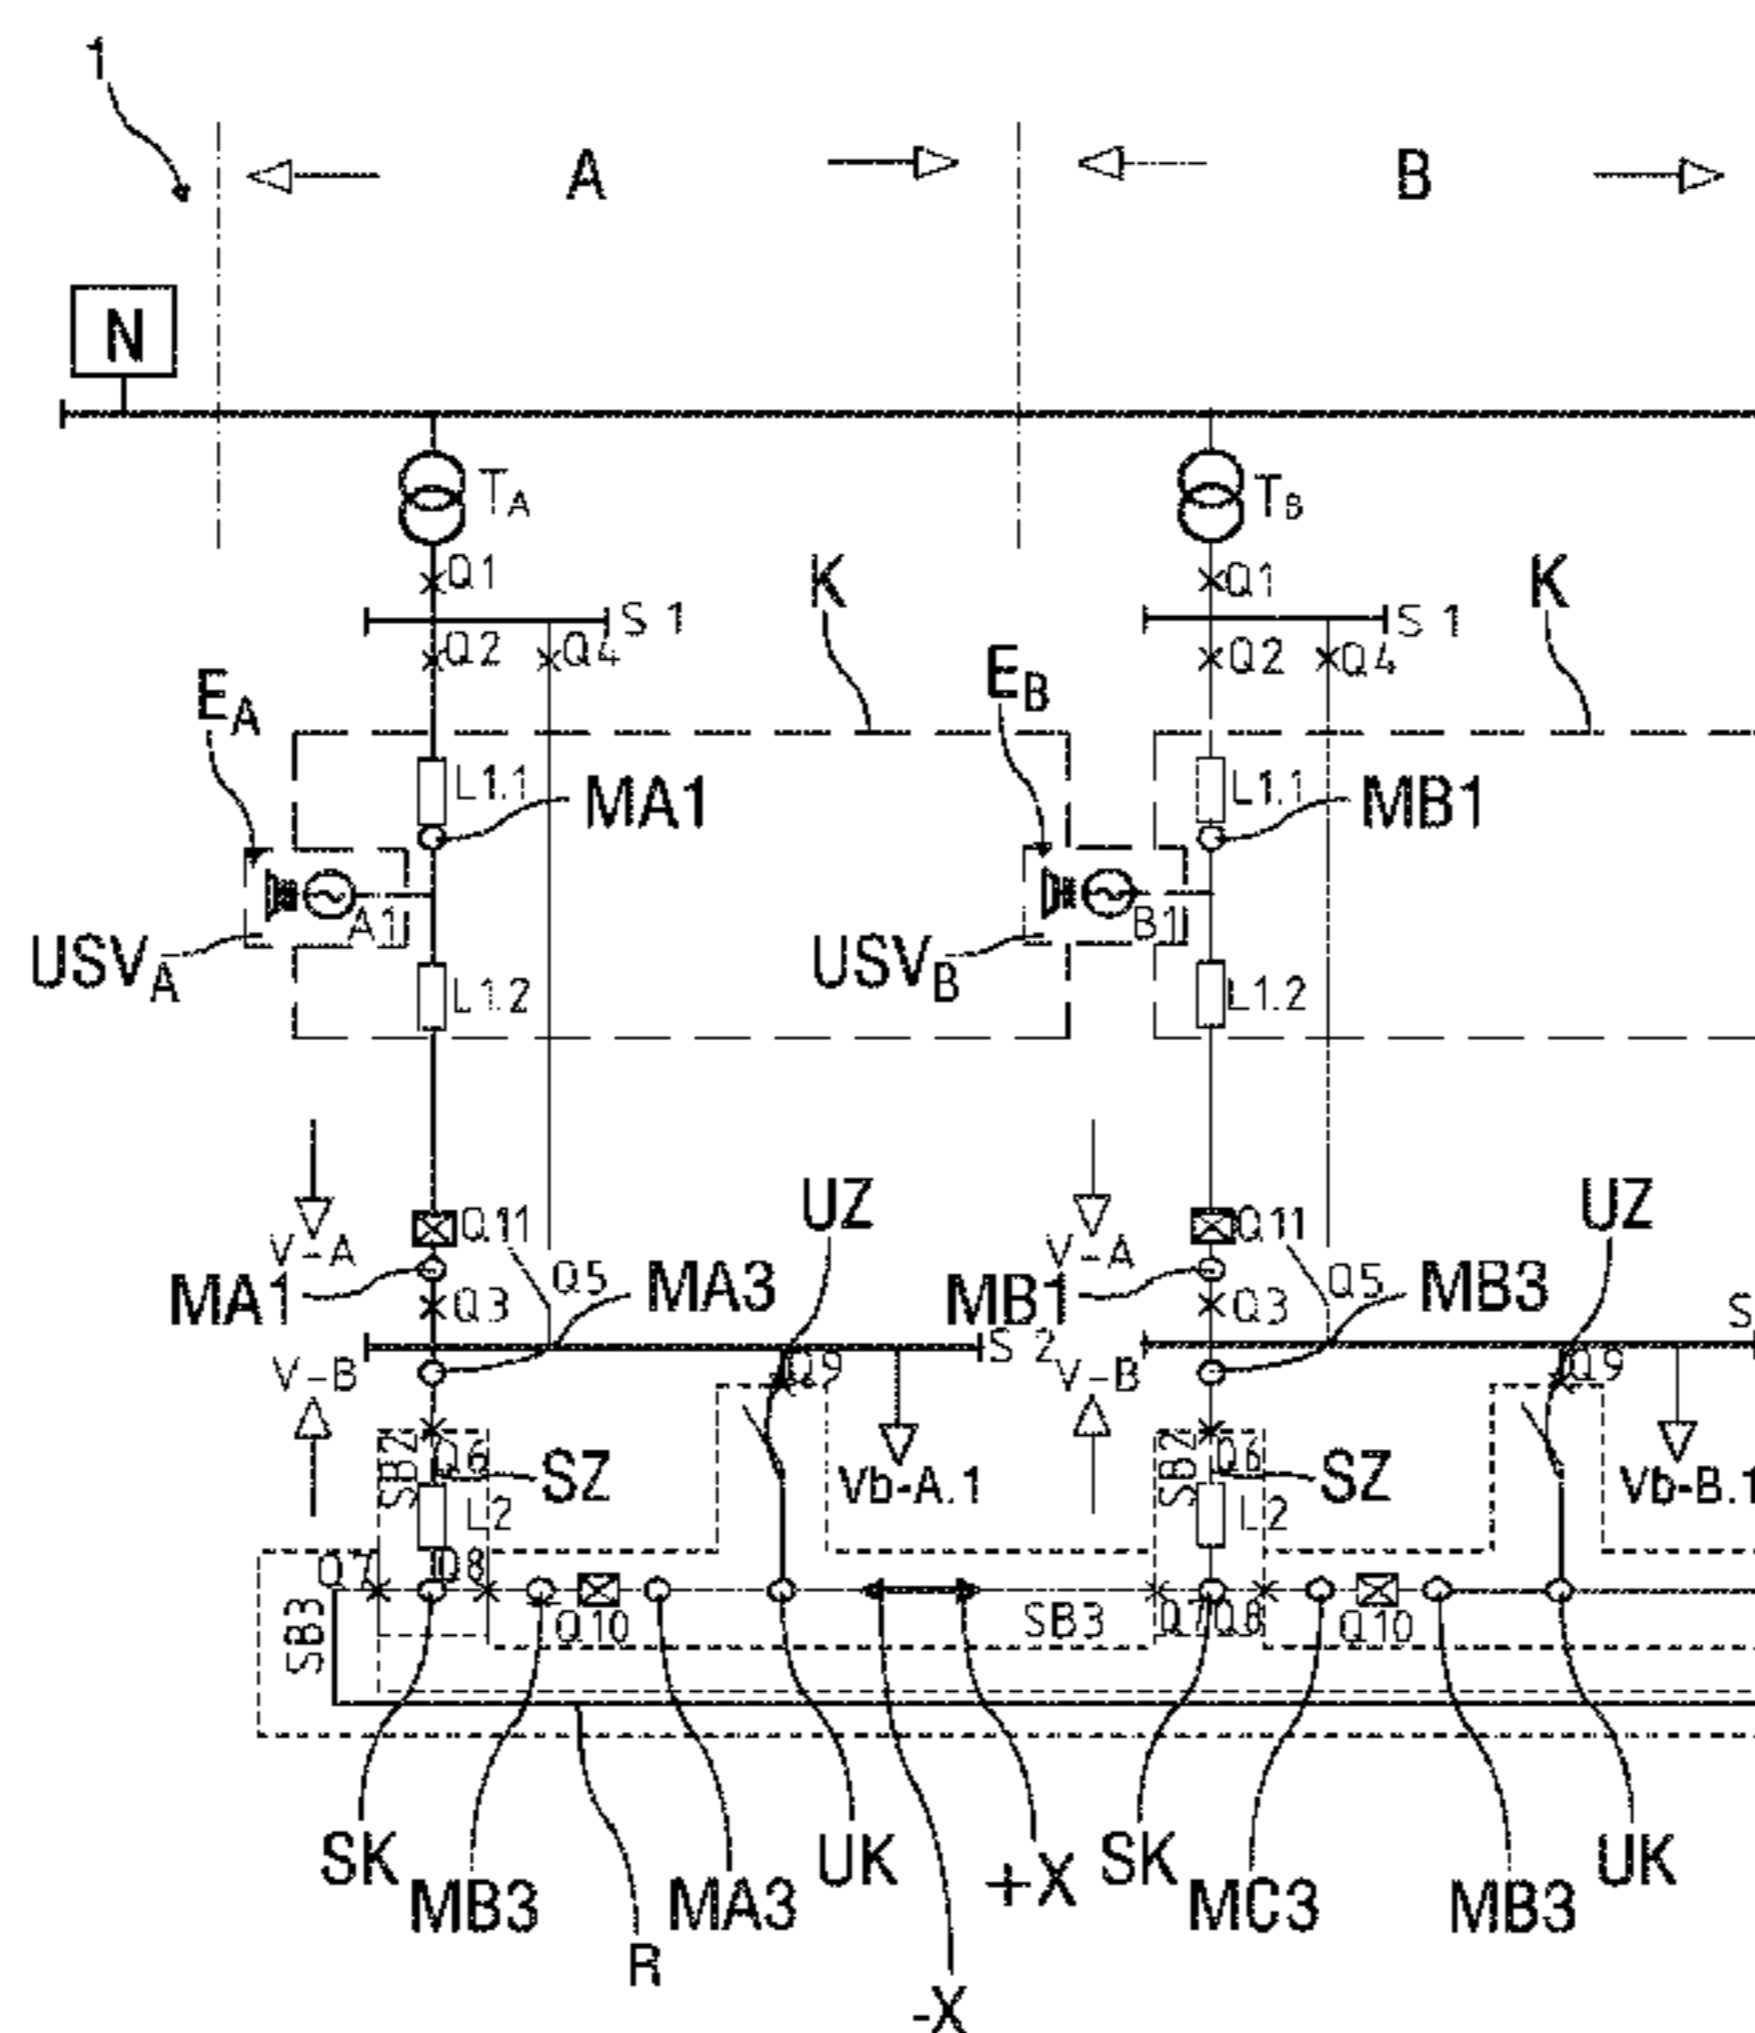 1
A B
N
TA TB
Q1 K Q1 K
S 1 S 1
Q2 Q4 Q2 Q4
EA EB
L1.1 MA1 L1.1 MB1
A1 B1
USVA USVB
L1.2 L1.2
UZ UZ
V-A Q11 V-A Q11
MA1 Q3 Q5 MA3 MB1 Q3 Q5 MB3
S 2 S
V-B Q9 V-B Q9
SB2 Q6 SZ Vb-A.1 SB2 Q6 SZ Vb-B.1
L2 L2
Q7 Q8
SB3 Q10 SB3 Q7 Q8 Q10
SK UK +X SK UK
MB3 MA3 MC3 MB3
R
-X